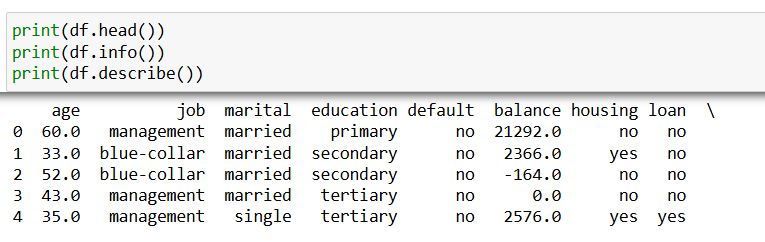 print(df.head())
print(df.info())
print(df.describe())
age job marital education default balance housing loan \
0 60.0 management married primary no 21292.0 no no
1 33.0 blue-collar married secondary no 2366.0 yes no
2 52.0 blue-collar married secondary no -164.0 no no
3 43.0 management married tertiary no 0.0 no no
4 35.0 management single tertiary no 2576.0 yes yes